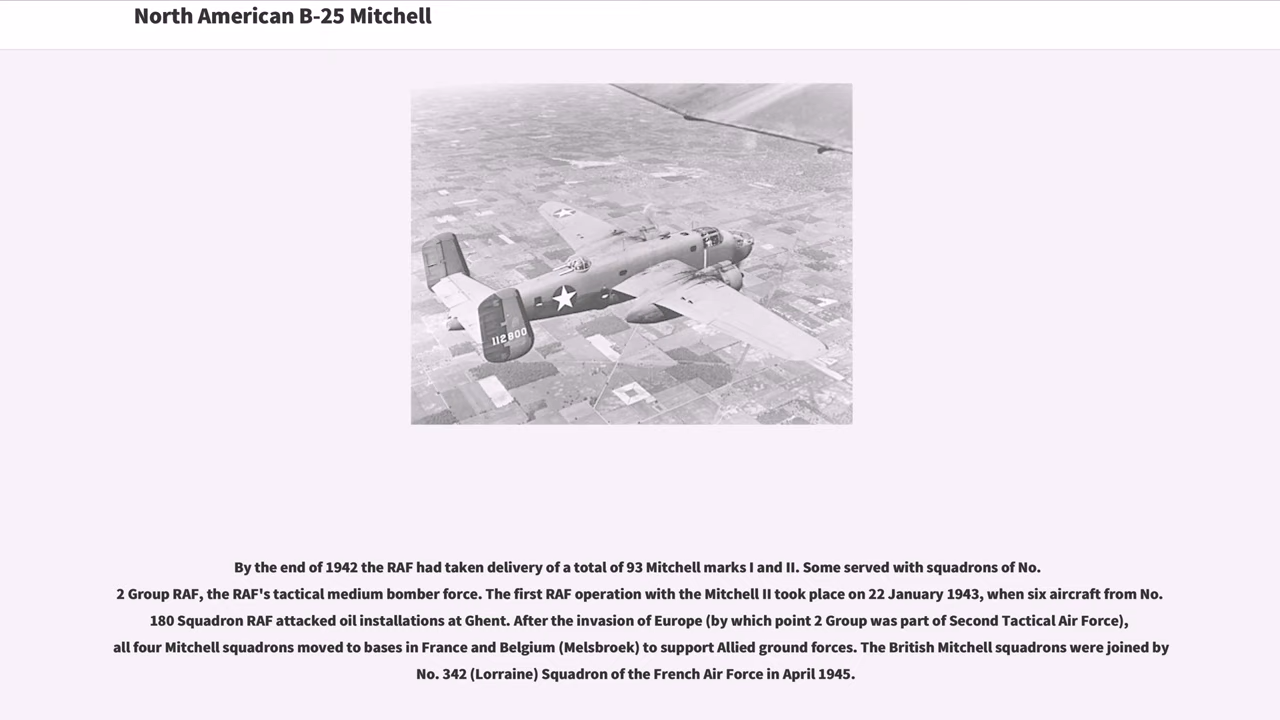 North American B-25 Mitchell
112800
By the end of 1942 the RAF had taken delivery of a total of 93 Mitchell marks I and II. Some served with squadrons of No.
2 Group RAF, the RAF's tactical medium bomber force. The first RAF operation with the Mitchell II took place on 22 January 1943, when six aircraft from No.
180 Squadron RAF attacked oil installations at Ghent. After the invasion of Europe (by which point 2 Group was part of Second Tactical Air Force),
all four Mitchell squadrons moved to bases in France and Belgium (Melsbroek) to support Allied ground forces. The British Mitchell squadrons were joined by
No. 342 (Lorraine) Squadron of the French Air Force in April 1945.